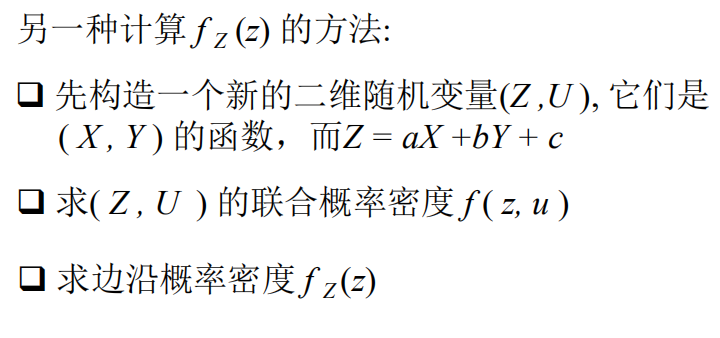 另一种计算 f Z (z) 的方法:
❑ 先构造一个新的二维随机变量(Z ,U ), 它们是
( X , Y ) 的函数，而Z = aX +bY + c
❑ 求( Z , U ) 的联合概率密度 f ( z, u )
❑ 求边沿概率密度 f Z (z)